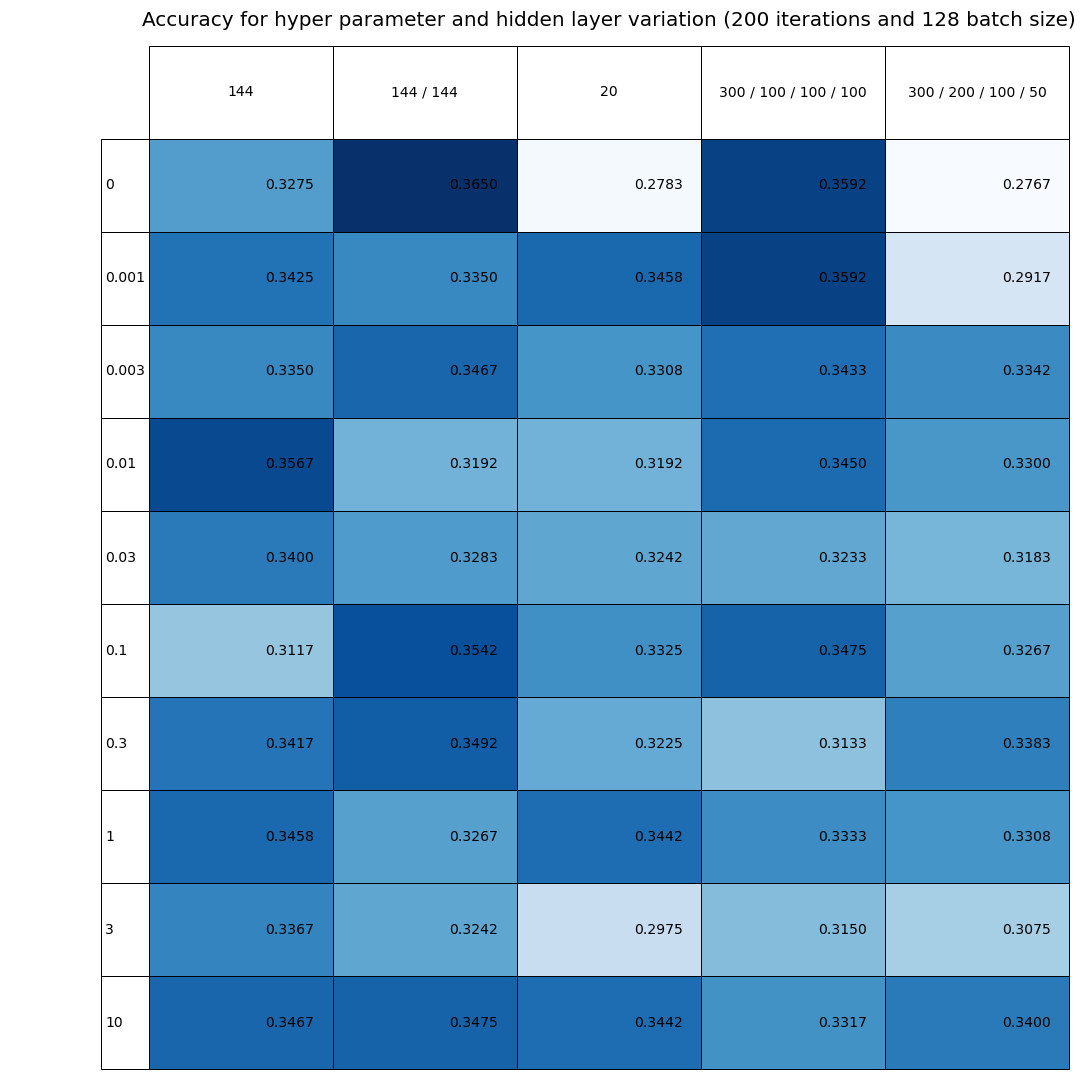 Accuracy for hyper parameter and hidden layer variation (200 iterations and 128 batch size)
144 144 / 144 20 300 / 100 / 100 / 100 300 / 200 / 100 / 50
0 0.3275 0.3650 0.2783 0.3592 0.2767
0.001 0.3425 0.3350 0.3458 0.3592 0.2917
0.003 0.3350 0.3467 0.3308 0.3433 0.3342
0.01 0.3567 0.3192 0.3192 0.3450 0.3300
0.03 0.3400 0.3283 0.3242 0.3233 0.3183
0.1 0.3117 0.3542 0.3325 0.3475 0.3267
0.3 0.3417 0.3492 0.3225 0.3133 0.3383
1 0.3458 0.3267 0.3442 0.3333 0.3308
3 0.3367 0.3242 0.2975 0.3150 0.3075
10 0.3467 0.3475 0.3442 0.3317 0.3400